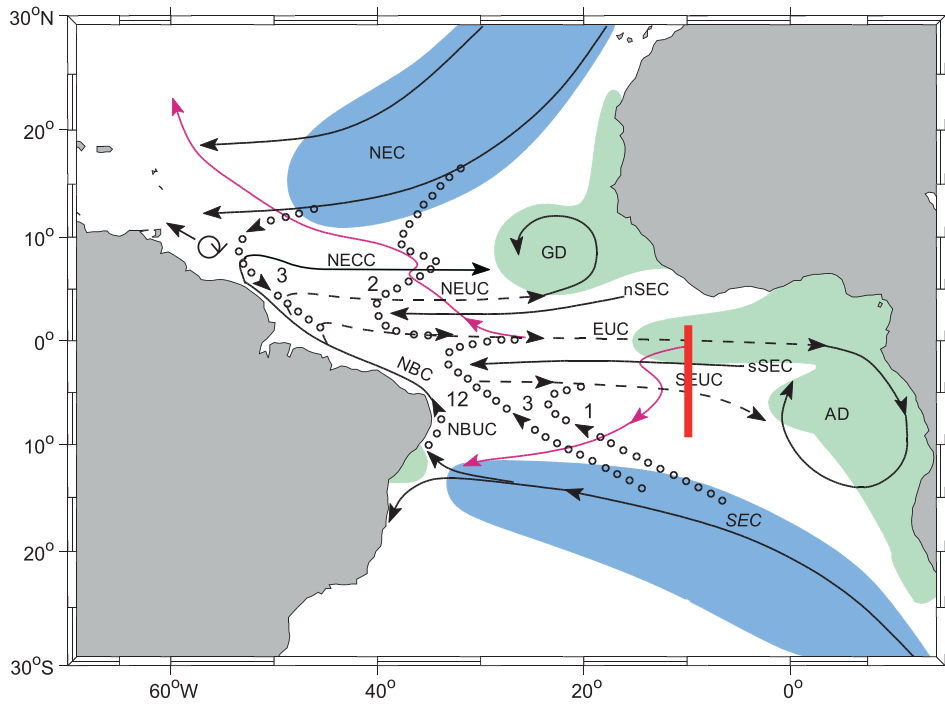 30°N
20°
NEC
10°
GD
NECC
3
2
NEUC
nSEC
EUC
0°
NBC
sSEC
SEUC
12
3
1
AD
NBUC
10°
SEC
20°
30°S
60°W
40°
20°
0°